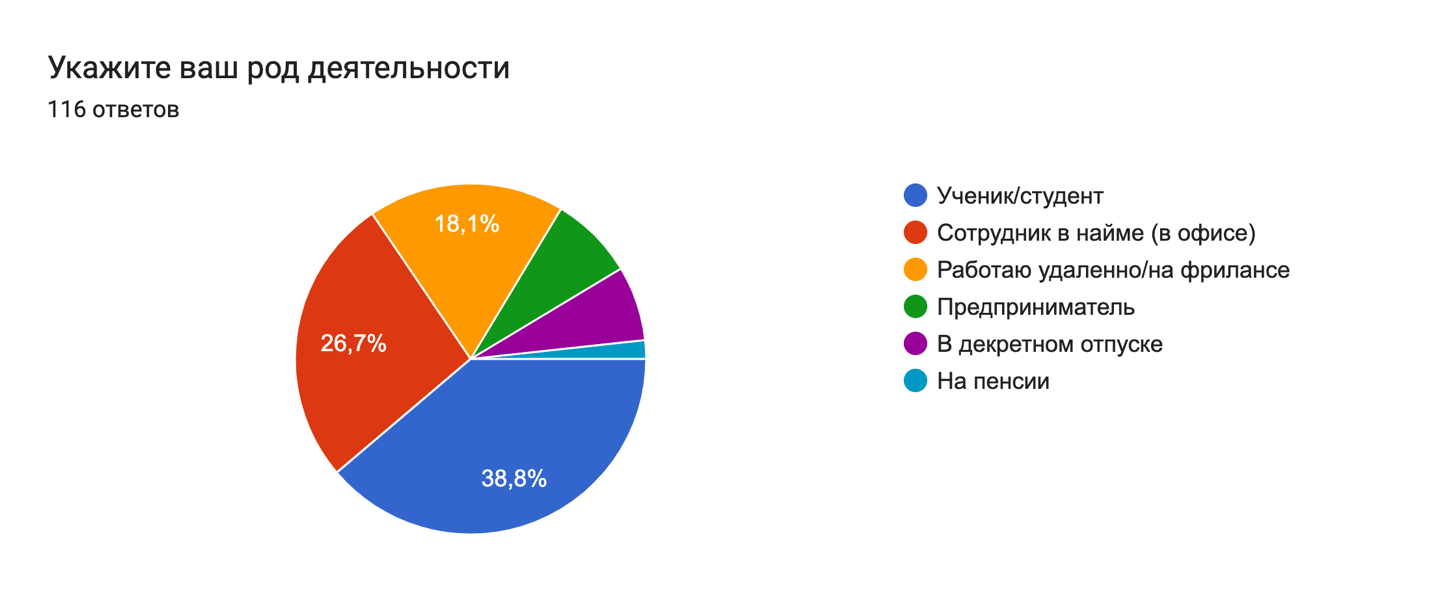 Укажите ваш род деятельности
116 ответов
18,1%
26,7%
38,8%
Ученик/студент
Сотрудник в найме (в офисе)
Работаю удаленно/на фрилансе
Предприниматель
В декретном отпуске
На пенсии